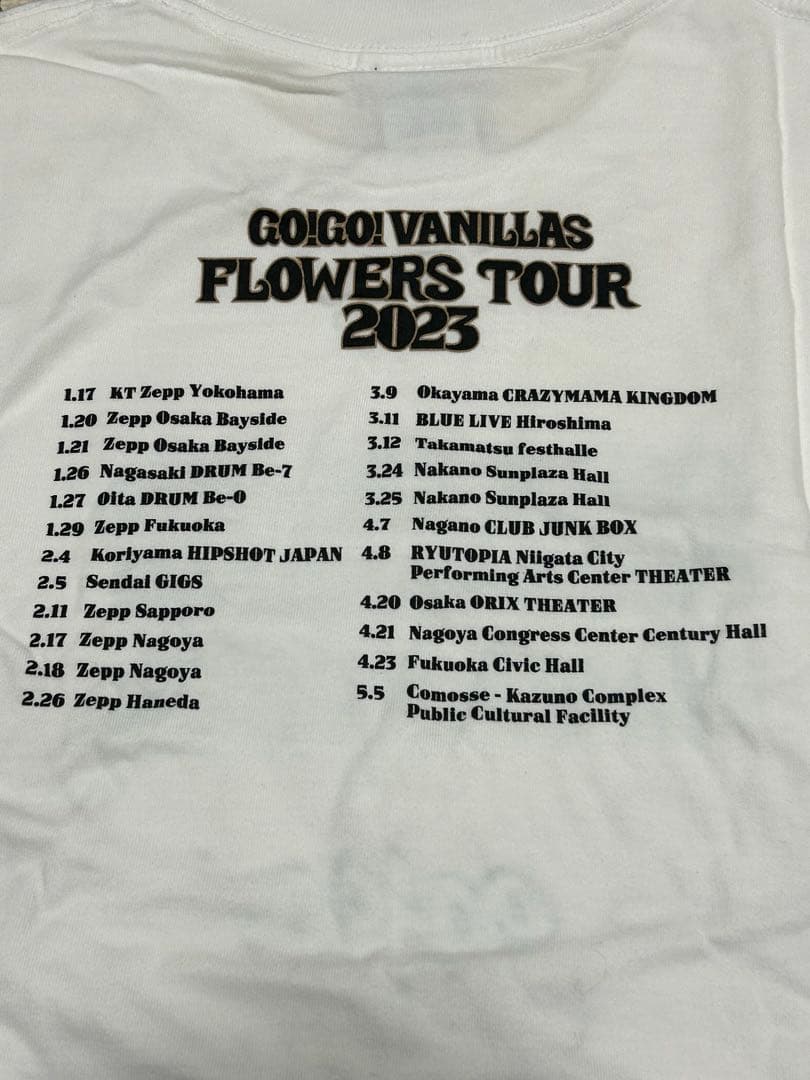 GO!GO! VANILLAS
FLOWERS TOUR
2023
1.17 KT Zepp Yokohama
1.20 Zepp Osaka Bayside
1.21 Zepp Osaka Bayside
1.26 Nagasaki DRUM Be-7
1.27 Oita DRUM Be-0
1.29 Zepp Fukuoka
2.4 Koriyama HIPSHOT JAPAN
2.5 Sendai GIGS
2.11 Zepp Sapporo
2.17 Zepp Nagoya
2.18 Zepp Nagoya
2.26 Zepp Haneda
3.9 Okayama CRAZYMAMA KINGDOM
3.11 BLUE LIVE Hiroshima
3.12 Takamatsu festhalle
3.24 Nakano Sunplaza Hall
3.25 Nakano Sunplaza Hall
4.7 Nagano CLUB JUNK BOX
4.8 RYUTOPIA Niigata City
Performing Arts Center THEATER
4.20 Osaka ORIX THEATER
4.21 Nagoya Congress Center Century Hall
4.23 Fukuoka Civic Hall
5.5 Comosse - Kazuno Complex
Public Cultural Facility